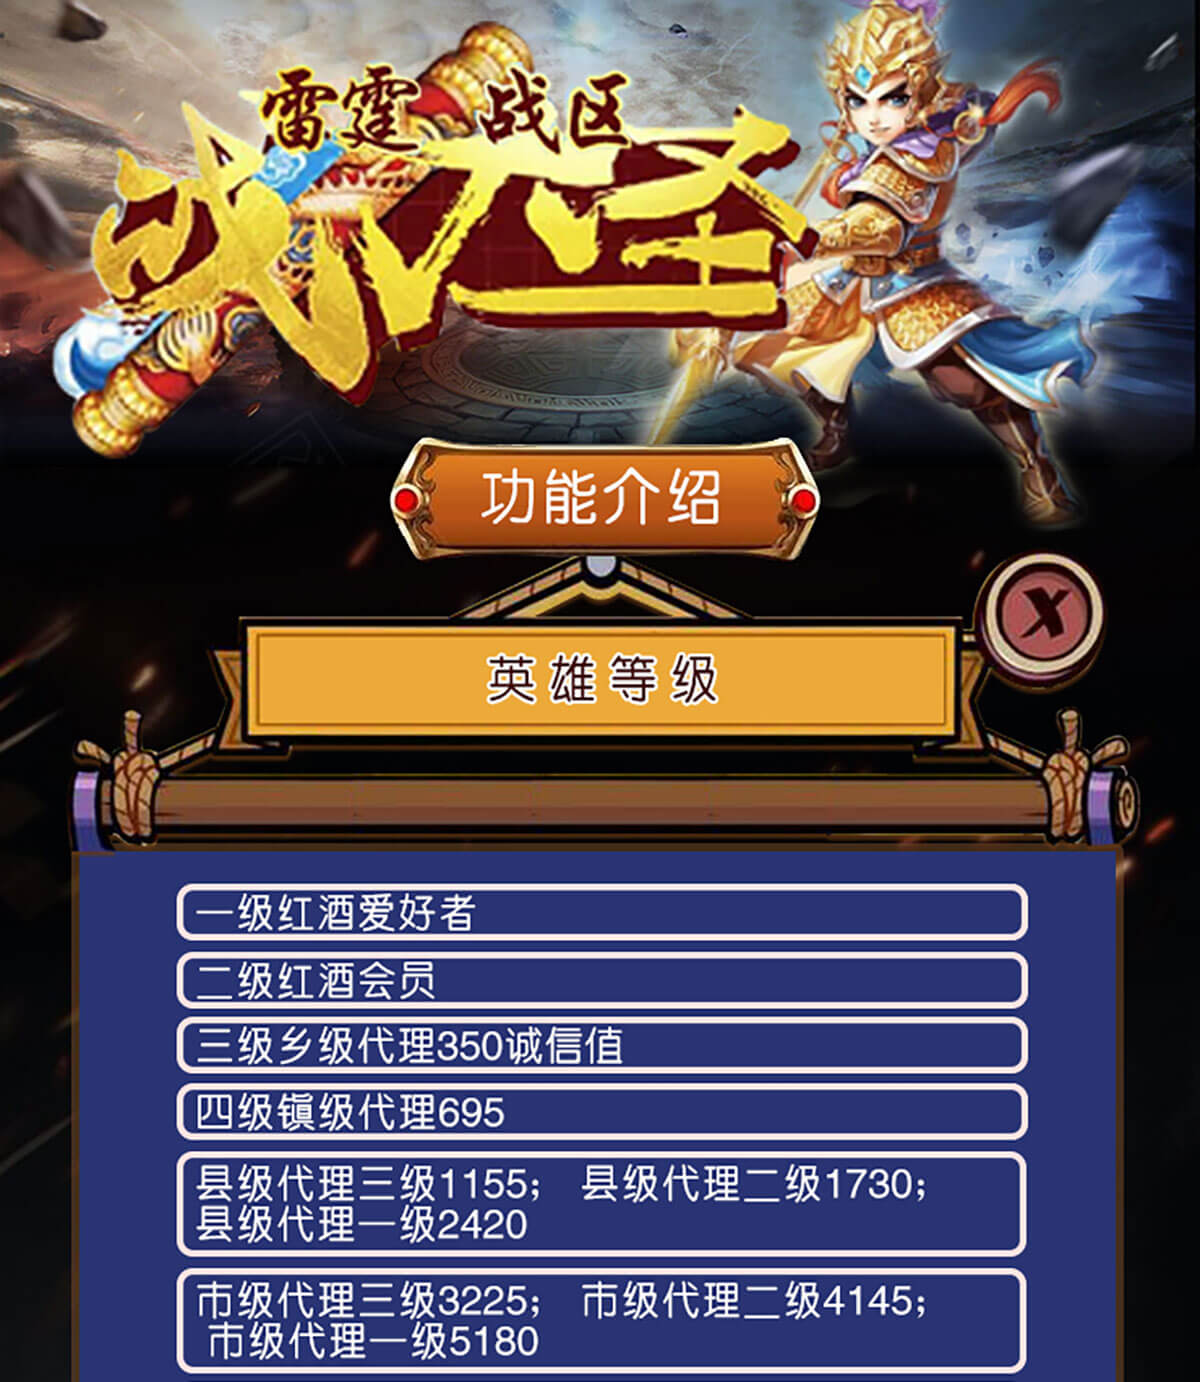 雷霆 战区
武大圣
功能介绍
X
英雄等级
一级红酒爱好者
二级红酒会员
三级乡级代理350诚信值
四级镇级代理695
县级代理三级1155； 县级代理二级1730；
县级代理一级2420
市级代理三级3225； 市级代理二级4145；
市级代理一级5180